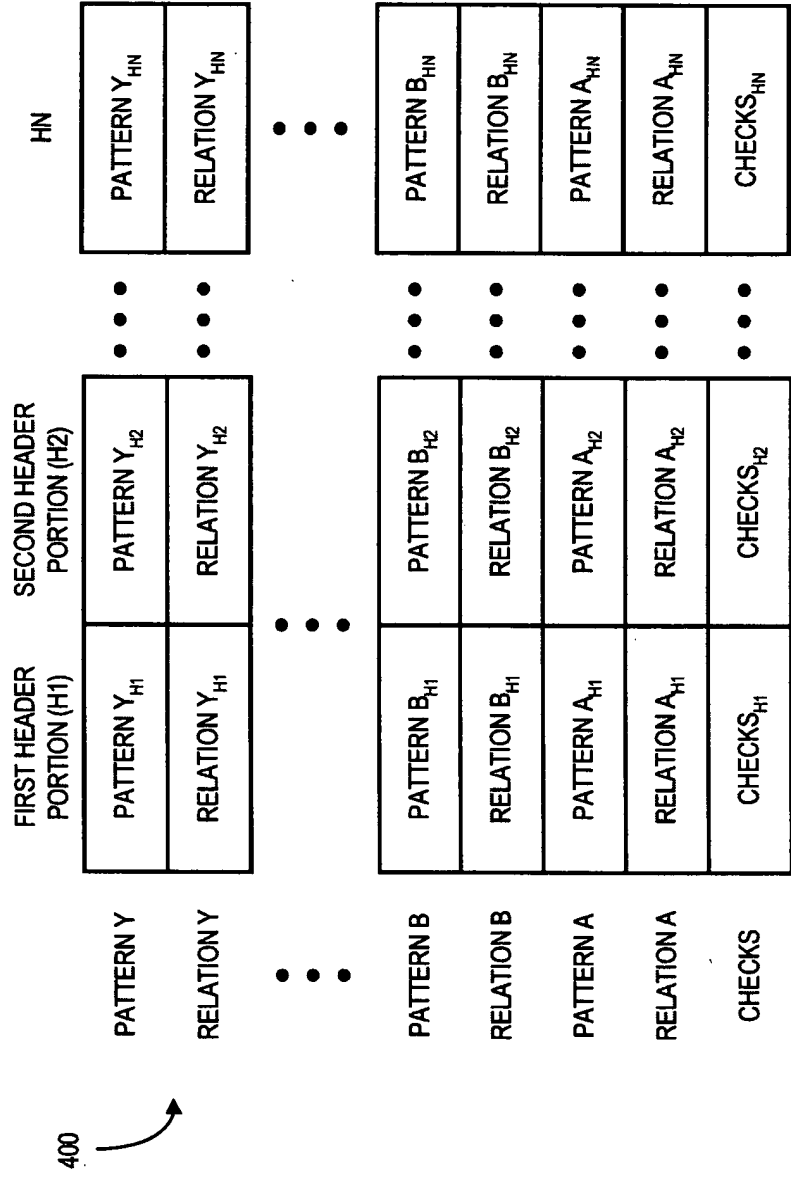 400
FIRST HEADER
PORTION (H1)
SECOND HEADER
PORTION (H2)
HN
PATTERN Y
PATTERN Y_H1
PATTERN Y_H2
• • •
PATTERN Y_HN
RELATION Y
RELATION Y_H1
RELATION Y_H2
• • •
RELATION Y_HN
• • •
• • •
• • •
PATTERN B
PATTERN B_H1
PATTERN B_H2
• • •
PATTERN B_HN
RELATION B
RELATION B_H1
RELATION B_H2
• • •
RELATION B_HN
PATTERN A
PATTERN A_H1
PATTERN A_H2
• • •
PATTERN A_HN
RELATION A
RELATION A_H1
RELATION A_H2
• • •
RELATION A_HN
CHECKS
CHECKS_H1
CHECKS_H2
• • •
CHECKS_HN